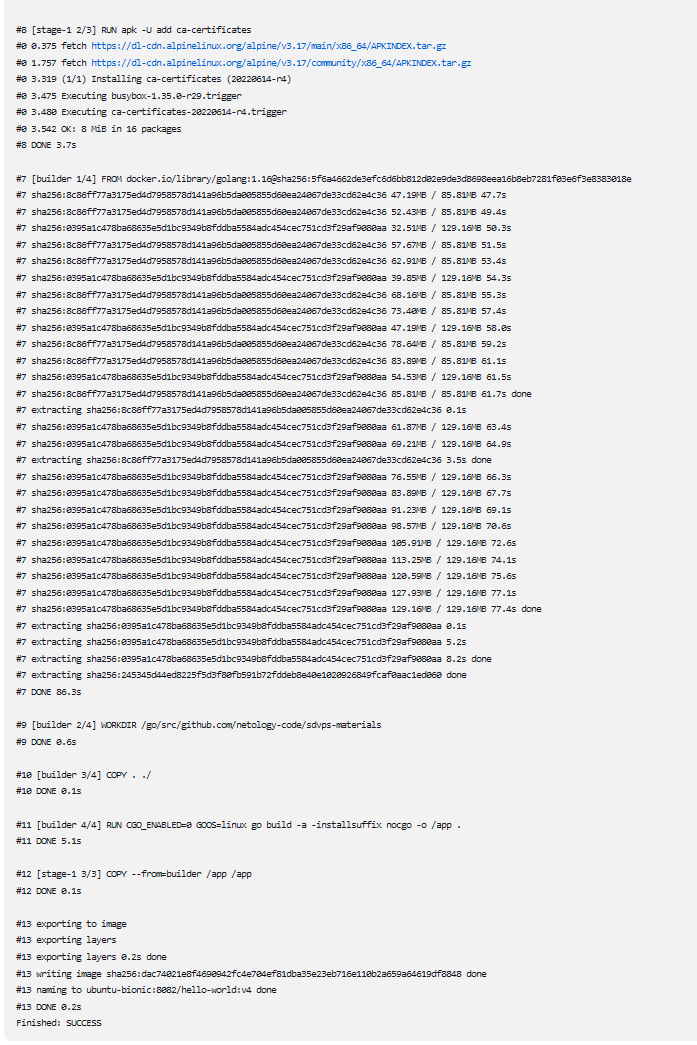 #8 [stage-1 2/3] RUN apk -U add ca-certificates
#0 0.375 fetch https://dl-cdn.alpinelinux.org/alpine/v3.17/main/x86_64/APKINDEX.tar.gz
#0 1.757 fetch https://dl-cdn.alpinelinux.org/alpine/v3.17/community/x86_64/APKINDEX.tar.gz
#0 3.319 (1/1) Installing ca-certificates (20220614-r4)
#0 3.475 Executing busybox-1.35.0-r29.trigger
#0 3.480 Executing ca-certificates-20220614-r4.trigger
#0 3.542 OK: 8 MiB in 16 packages
#8 DONE 3.7s
#7 [builder 1/4] FROM docker.io/library/golang:1.16@sha256:5f6a4662de3efc6d6bb812d02e9de3d8698eea16b8eb7281f03e6f3e8383018e
#7 sha256:8c86ff77a3175ed4d7958578d141a96b5da005855d60ea24067de33cd62e4c36 47.19MB / 85.81MB 47.7s
#7 sha256:8c86ff77a3175ed4d7958578d141a96b5da005855d60ea24067de33cd62e4c36 52.43MB / 85.81MB 49.4s
#7 sha256:0395a1c478ba68635e5d1bc9349b8fddba5584adc454cec751cd3f29af9080aa 32.51MB / 129.16MB 50.3s
#7 sha256:8c86ff77a3175ed4d7958578d141a96b5da005855d60ea24067de33cd62e4c36 57.67MB / 85.81MB 51.5s
#7 sha256:8c86ff77a3175ed4d7958578d141a96b5da005855d60ea24067de33cd62e4c36 62.91MB / 85.81MB 53.4s
#7 sha256:0395a1c478ba68635e5d1bc9349b8fddba5584adc454cec751cd3f29af9080aa 39.85MB / 129.16MB 54.3s
#7 sha256:8c86ff77a3175ed4d7958578d141a96b5da005855d60ea24067de33cd62e4c36 68.16MB / 85.81MB 55.3s
#7 sha256:8c86ff77a3175ed4d7958578d141a96b5da005855d60ea24067de33cd62e4c36 73.40MB / 85.81MB 57.4s
#7 sha256:0395a1c478ba68635e5d1bc9349b8fddba5584adc454cec751cd3f29af9080aa 47.19MB / 129.16MB 58.0s
#7 sha256:8c86ff77a3175ed4d7958578d141a96b5da005855d60ea24067de33cd62e4c36 78.64MB / 85.81MB 59.2s
#7 sha256:8c86ff77a3175ed4d7958578d141a96b5da005855d60ea24067de33cd62e4c36 83.89MB / 85.81MB 61.1s
#7 sha256:0395a1c478ba68635e5d1bc9349b8fddba5584adc454cec751cd3f29af9080aa 54.53MB / 129.16MB 61.5s
#7 sha256:8c86ff77a3175ed4d7958578d141a96b5da005855d60ea24067de33cd62e4c36 85.81MB / 85.81MB 61.7s done
#7 extracting sha256:8c86ff77a3175ed4d7958578d141a96b5da005855d60ea24067de33cd62e4c36 0.1s
#7 sha256:0395a1c478ba68635e5d1bc9349b8fddba5584adc454cec751cd3f29af9080aa 61.87MB / 129.16MB 63.4s
#7 sha256:0395a1c478ba68635e5d1bc9349b8fddba5584adc454cec751cd3f29af9080aa 69.21MB / 129.16MB 64.9s
#7 extracting sha256:8c86ff77a3175ed4d7958578d141a96b5da005855d60ea24067de33cd62e4c36 3.5s done
#7 sha256:0395a1c478ba68635e5d1bc9349b8fddba5584adc454cec751cd3f29af9080aa 76.55MB / 129.16MB 66.3s
#7 sha256:0395a1c478ba68635e5d1bc9349b8fddba5584adc454cec751cd3f29af9080aa 83.89MB / 129.16MB 67.7s
#7 sha256:0395a1c478ba68635e5d1bc9349b8fddba5584adc454cec751cd3f29af9080aa 91.23MB / 129.16MB 69.1s
#7 sha256:0395a1c478ba68635e5d1bc9349b8fddba5584adc454cec751cd3f29af9080aa 98.57MB / 129.16MB 70.6s
#7 sha256:0395a1c478ba68635e5d1bc9349b8fddba5584adc454cec751cd3f29af9080aa 105.91MB / 129.16MB 72.6s
#7 sha256:0395a1c478ba68635e5d1bc9349b8fddba5584adc454cec751cd3f29af9080aa 113.25MB / 129.16MB 74.1s
#7 sha256:0395a1c478ba68635e5d1bc9349b8fddba5584adc454cec751cd3f29af9080aa 120.59MB / 129.16MB 75.6s
#7 sha256:0395a1c478ba68635e5d1bc9349b8fddba5584adc454cec751cd3f29af9080aa 127.93MB / 129.16MB 77.1s
#7 sha256:0395a1c478ba68635e5d1bc9349b8fddba5584adc454cec751cd3f29af9080aa 129.16MB / 129.16MB 77.4s done
#7 extracting sha256:0395a1c478ba68635e5d1bc9349b8fddba5584adc454cec751cd3f29af9080aa 0.1s
#7 extracting sha256:0395a1c478ba68635e5d1bc9349b8fddba5584adc454cec751cd3f29af9080aa 5.2s
#7 extracting sha256:0395a1c478ba68635e5d1bc9349b8fddba5584adc454cec751cd3f29af9080aa 8.2s done
#7 extracting sha256:245345d44ed8225f5d3f80fb591b72fddeb8e40e1020926849fcaf0aac1ed060 done
#7 DONE 86.3s
#9 [builder 2/4] WORKDIR /go/src/github.com/netology-code/sdvps-materials
#9 DONE 0.6s
#10 [builder 3/4] COPY . ./
#10 DONE 0.1s
#11 [builder 4/4] RUN CGO_ENABLED=0 GOOS=linux go build -a -installsuffix nocgo -o /app .
#11 DONE 5.1s
#12 [stage-1 3/3] COPY --from=builder /app /app
#12 DONE 0.1s
#13 exporting to image
#13 exporting layers
#13 exporting layers 0.2s done
#13 writing image sha256:dac74021e8f4690942fc4e704ef81dba35e23eb716e110b2a659a64619df8848 done
#13 naming to ubuntu-bionic:8082/hello-world:v4 done
#13 DONE 0.2s
Finished: SUCCESS